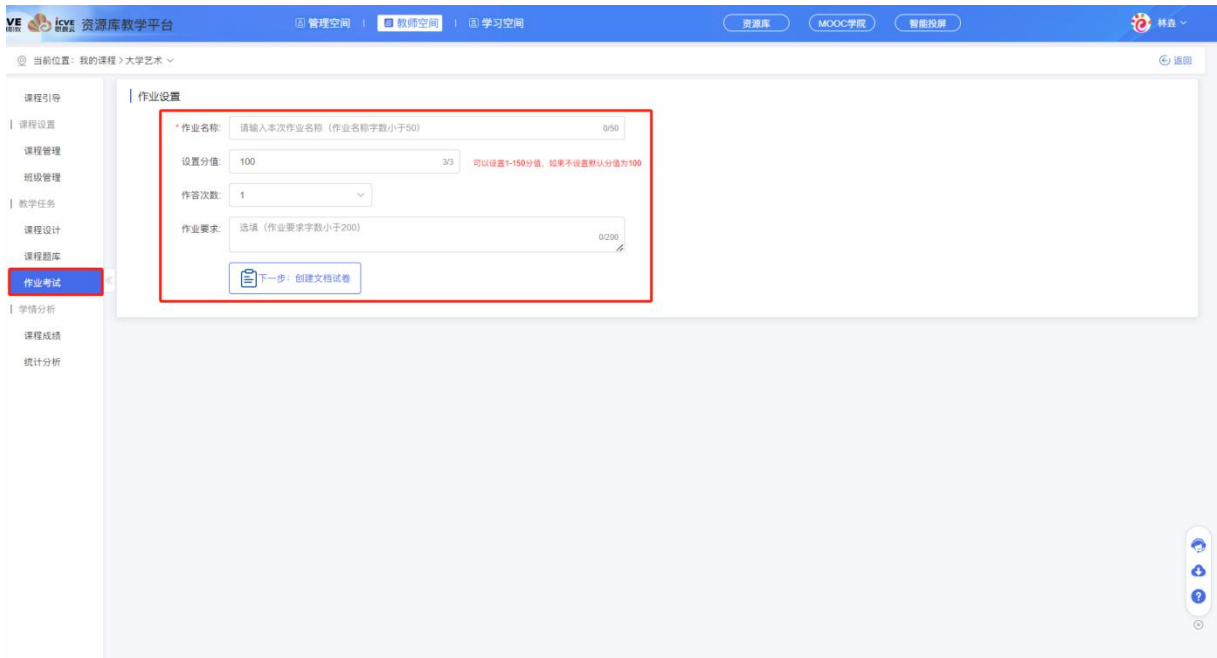 icve 资源库教学平台
管理空间 | 教师空间 | 学习空间
资源库 MOOC学院 智能投屏
林垚
当前位置：我的课程 > 大学艺术
返回
课程引导
课程设置
课程管理
班级管理
教学任务
课程设计
课程题库
作业考试
学情分析
课程成绩
统计分析
作业设置
*作业名称: 请输入本次作业名称（作业名称字数小于50） 0/50
设置分值: 100 3/3 可以设置1-150分值，如果不设置默认分值为100
作答次数: 1
作业要求: 选填（作业要求字数小于200） 0/200
下一步：创建文档试卷